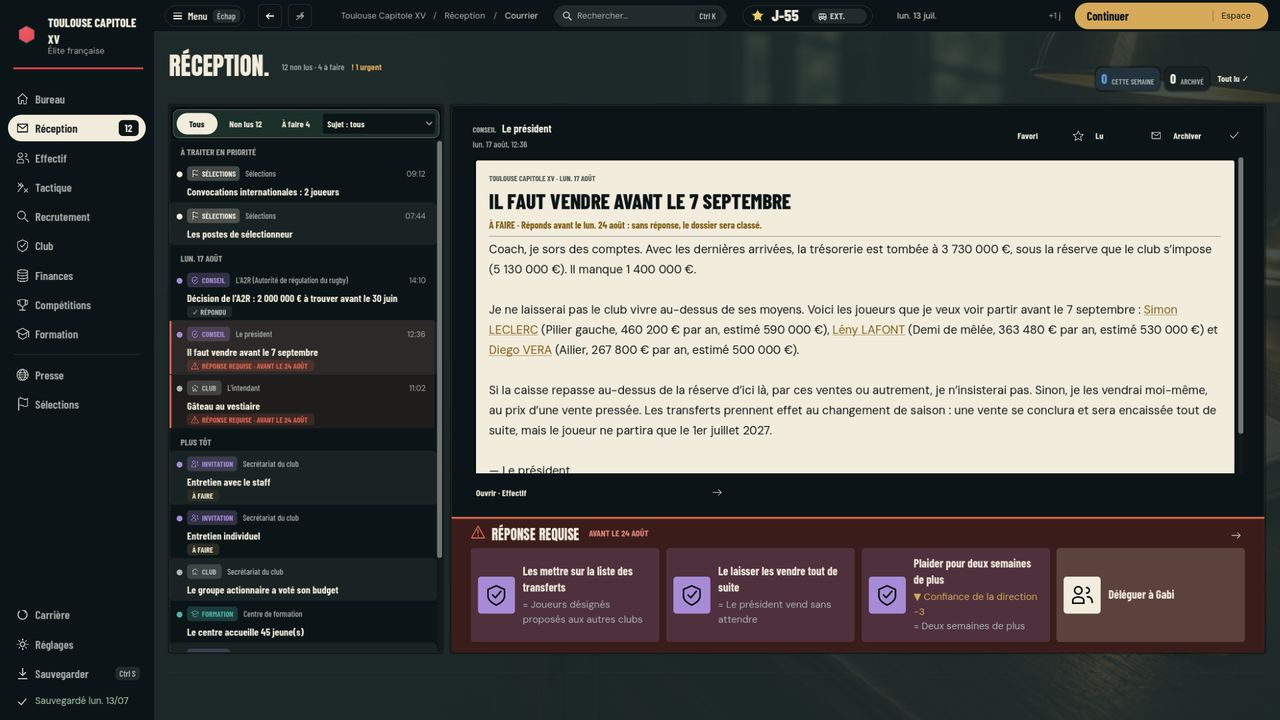 TOULOUSE CAPITOLE
XV
Élite française
Bureau
Réception 12
Effectif
Tactique
Recrutement
Club
Finances
Compétitions
Formation
Presse
Sélections
Carrière
Réglages
Sauvegarder Ctrl S
Sauvegardé lun. 13/07
Menu Échap
Toulouse Capitole XV / Réception / Courrier
Rechercher... Ctrl K
J-55 EXT.
lun. 13 juil.
+1 j
Continuer Espace
RÉCEPTION.
12 non lus · 4 à faire ! 1 urgent
0 CETTE SEMAINE
0 ARCHIVÉ
Tout lu ✓
Tous Non lus 12 À faire 4 Sujet : tous
À TRAITER EN PRIORITÉ
SÉLECTIONS Sélections 09:12
Convocations internationales : 2 joueurs
SÉLECTIONS Sélections 07:44
Les postes de sélectionneur
LUN. 17 AOÛT
CONSEIL L'A2R (Autorité de régulation du rugby) 14:10
Décision de l'A2R : 2 000 000 € à trouver avant le 30 juin
✓ RÉPONDU
CONSEIL Le président 12:36
Il faut vendre avant le 7 septembre
RÉPONSE REQUISE · AVANT LE 24 AOÛT
CLUB L'intendant 11:02
Gâteau au vestiaire
RÉPONSE REQUISE · AVANT LE 24 AOÛT
PLUS TÔT
INVITATION Secrétariat du club
Entretien avec le staff
À FAIRE
INVITATION Secrétariat du club
Entretien individuel
À FAIRE
CLUB Secrétariat du club
Le groupe actionnaire a voté son budget
FORMATION Centre de formation
Le centre accueille 45 jeune(s)
CONSEIL Le président
lun. 17 août, 12:36
Favori
Lu
Archiver
TOULOUSE CAPITOLE XV · LUN. 17 AOÛT
IL FAUT VENDRE AVANT LE 7 SEPTEMBRE
À FAIRE · Réponds avant le lun. 24 août : sans réponse, le dossier sera classé.
Coach, je sors des comptes. Avec les dernières arrivées, la trésorerie est tombée à 3 730 000 €, sous la réserve que le club s'impose
(5 130 000 €). Il manque 1 400 000 €.
Je ne laisserai pas le club vivre au-dessus de ses moyens. Voici les joueurs que je veux voir partir avant le 7 septembre : Simon
LECLERC (Pilier gauche, 460 200 € par an, estimé 590 000 €), Lény LAFONT (Demi de mêlée, 363 480 € par an, estimé 530 000 €) et
Diego VERA (Ailier, 267 800 € par an, estimé 500 000 €).
Si la caisse repasse au-dessus de la réserve d'ici là, par ces ventes ou autrement, je n'insisterai pas. Sinon, je les vendrai moi-même,
au prix d'une vente pressée. Les transferts prennent effet au changement de saison : une vente se conclura et sera encaissée tout de
suite, mais le joueur ne partira que le 1er juillet 2027.
— Le président
Ouvrir · Effectif
RÉPONSE REQUISE AVANT LE 24 AOÛT
Les mettre sur la liste des
transferts
= Joueurs désignés
proposés aux autres clubs
Le laisser les vendre tout de
suite
= Le président vend sans
attendre
Plaider pour deux semaines
de plus
▼ Confiance de la direction
−3
= Deux semaines de plus
Déléguer à Gabi